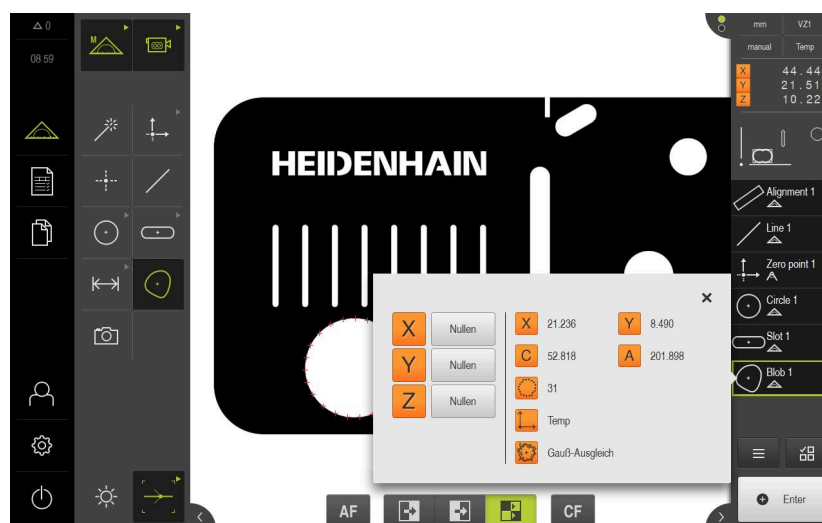 0
08 59
M
HEIDENHAIN
mm VZ1
manual Temp
X 44.44
Y 21.51
Z 10.22
Alignment 1
Line 1
Zero point 1
Circle 1
Slot 1
Blob 1
X Nullen
Y Nullen
Z Nullen
X 21.236 Y 8.490
C 52.818 A 201.898
31
Temp
Gauß-Ausgleich
AF CF
Enter